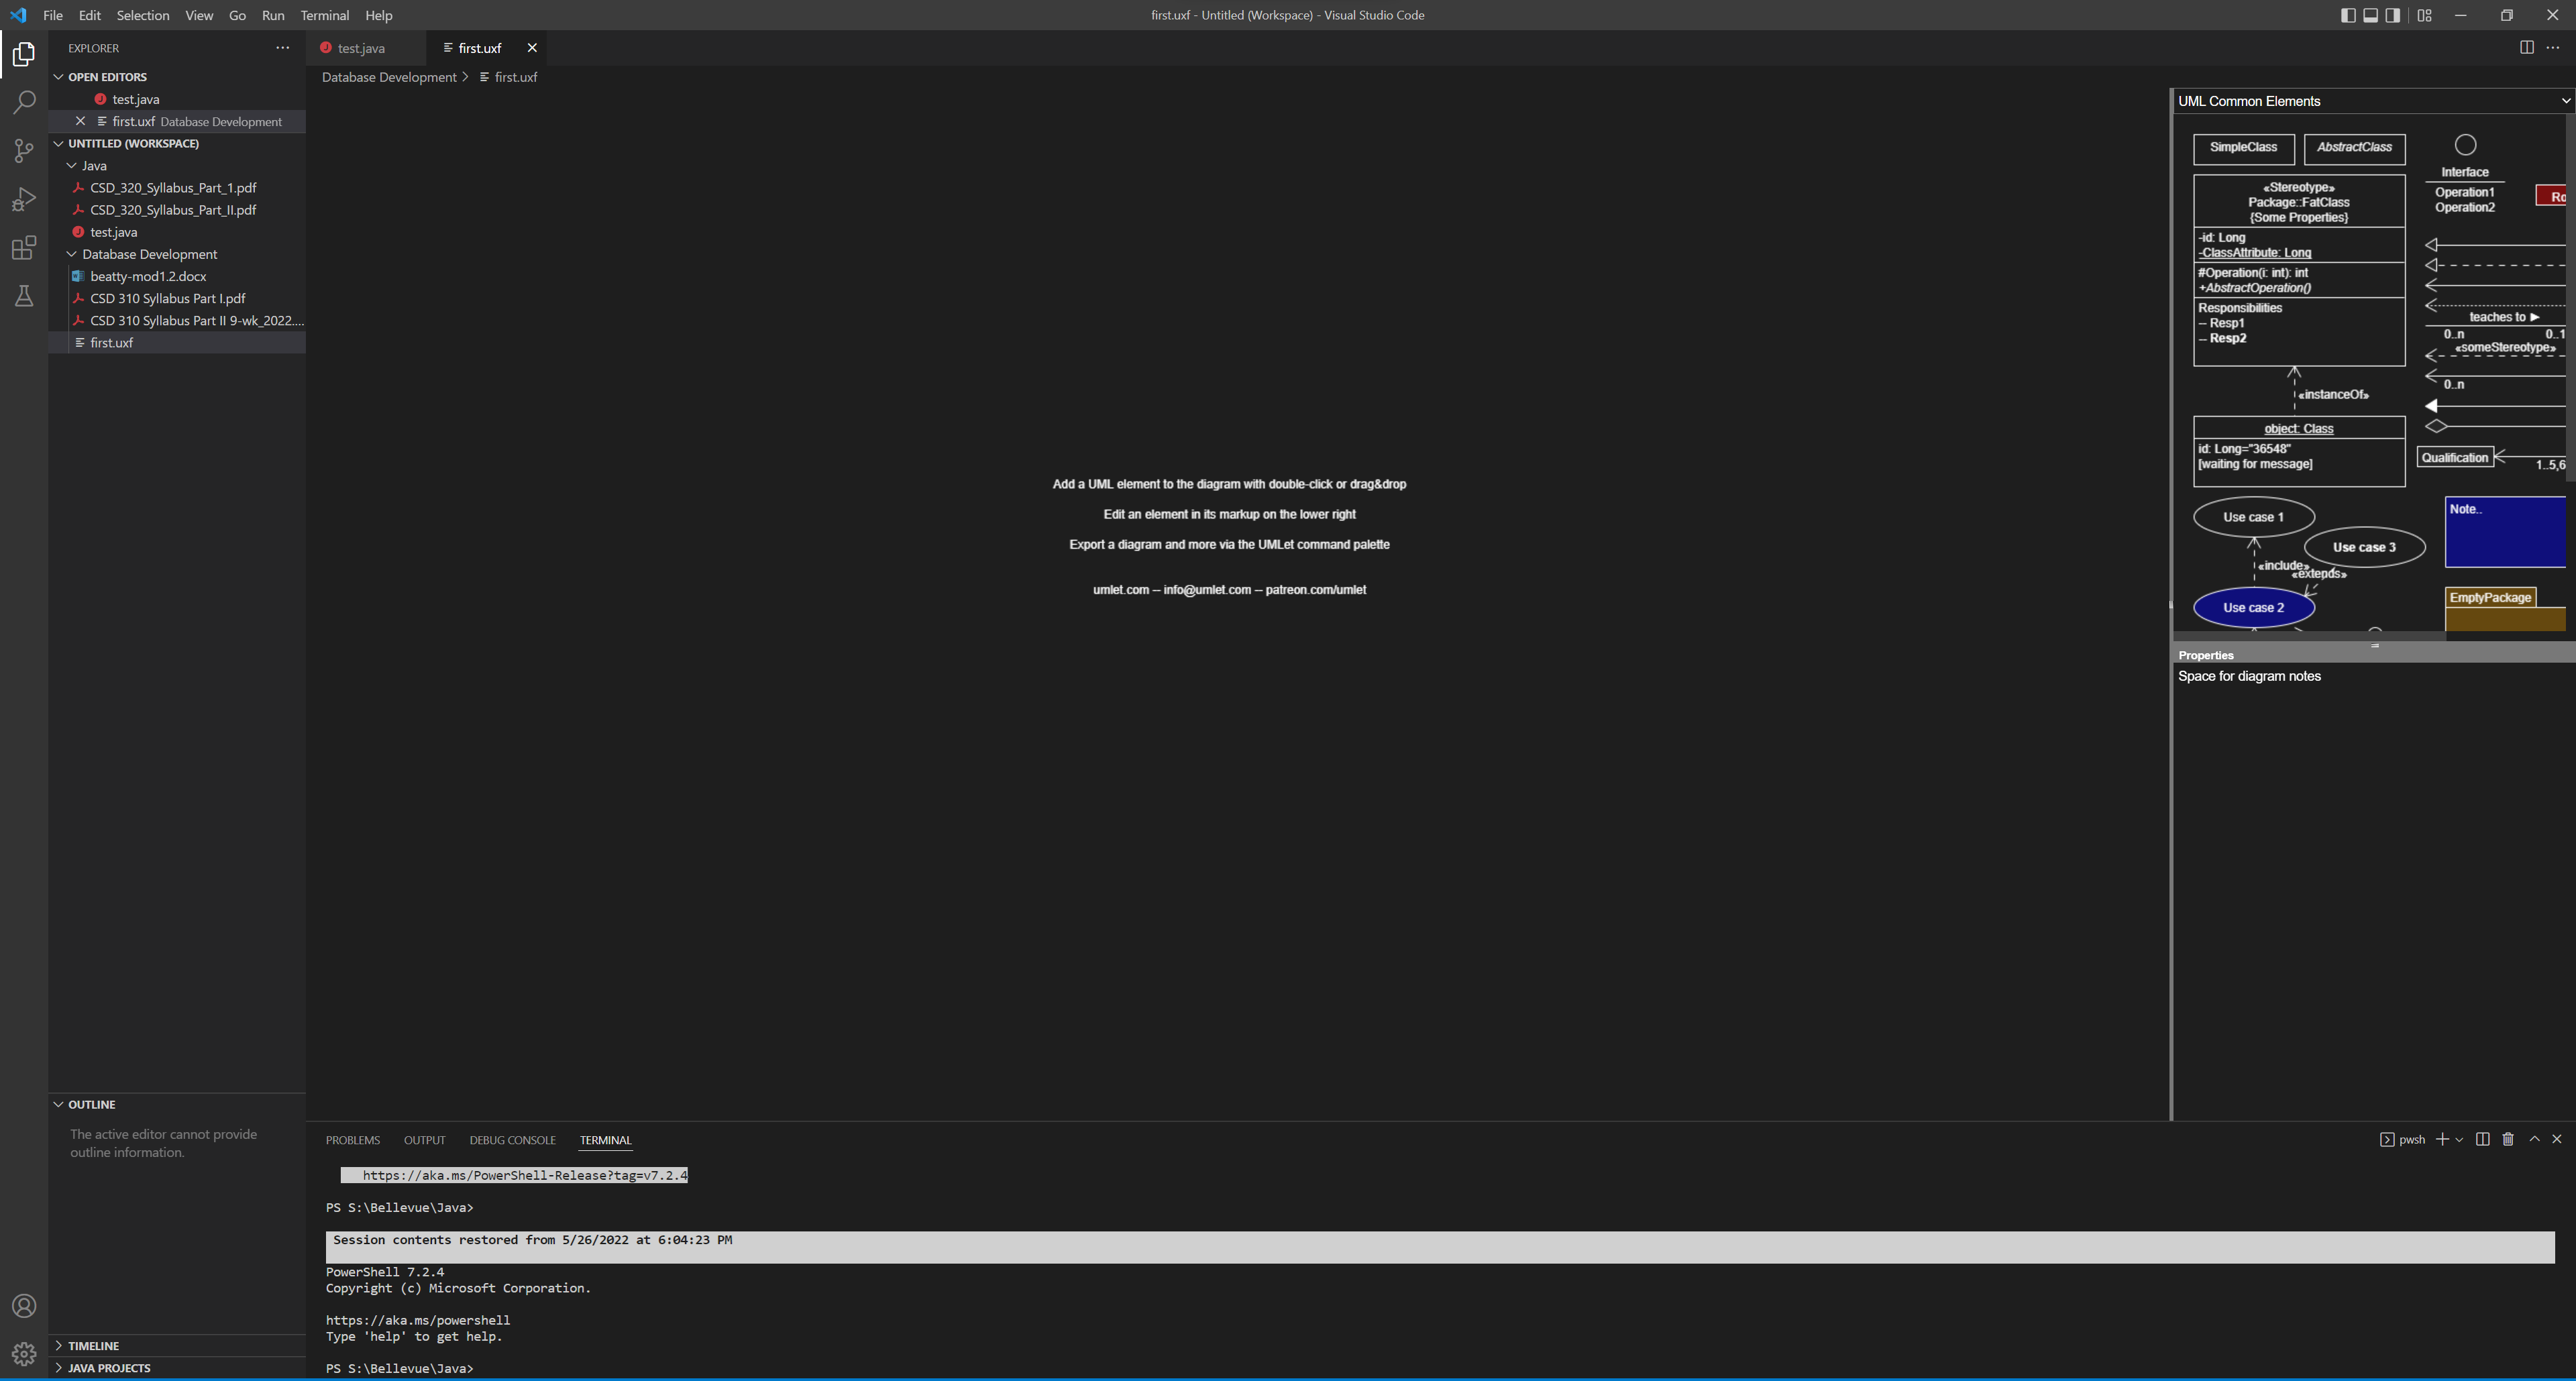 File Edit Selection View Go Run Terminal Help
first.uxf - Untitled (Workspace) - Visual Studio Code
EXPLORER
OPEN EDITORS
test.java
first.uxf Database Development
UNTITLED (WORKSPACE)
Java
CSD_320_Syllabus_Part_1.pdf
CSD_320_Syllabus_Part_II.pdf
test.java
Database Development
beatty-mod1.2.docx
CSD 310 Syllabus Part I.pdf
CSD 310 Syllabus Part II 9-wk_2022....
first.uxf
OUTLINE
The active editor cannot provide
outline information.
TIMELINE
JAVA PROJECTS
test.java
first.uxf
Database Development > first.uxf
Add a UML element to the diagram with double-click or drag&drop
Edit an element in its markup on the lower right
Export a diagram and more via the UMLet command palette
umlet.com -- info@umlet.com -- patreon.com/umlet
UML Common Elements
SimpleClass
AbstractClass
«Stereotype»
Package::FatClass
{Some Properties}
-id: Long
-ClassAttribute: Long
#Operation(i: int): int
+AbstractOperation()
Responsibilities
-- Resp1
-- Resp2
«instanceOf»
object: Class
id: Long="36548"
[waiting for message]
Use case 1
Use case 3
«include»
«extends»
Use case 2
Interface
Operation1
Operation2
Ro
teaches to ►
0..n 0..1
«someStereotype»
0..n
Qualification
1..5,6
Note..
EmptyPackage
Properties
Space for diagram notes
PROBLEMS OUTPUT DEBUG CONSOLE TERMINAL
pwsh
https://aka.ms/PowerShell-Release?tag=v7.2.4
PS S:\Bellevue\Java>
Session contents restored from 5/26/2022 at 6:04:23 PM
PowerShell 7.2.4
Copyright (c) Microsoft Corporation.
https://aka.ms/powershell
Type 'help' to get help.
PS S:\Bellevue\Java>